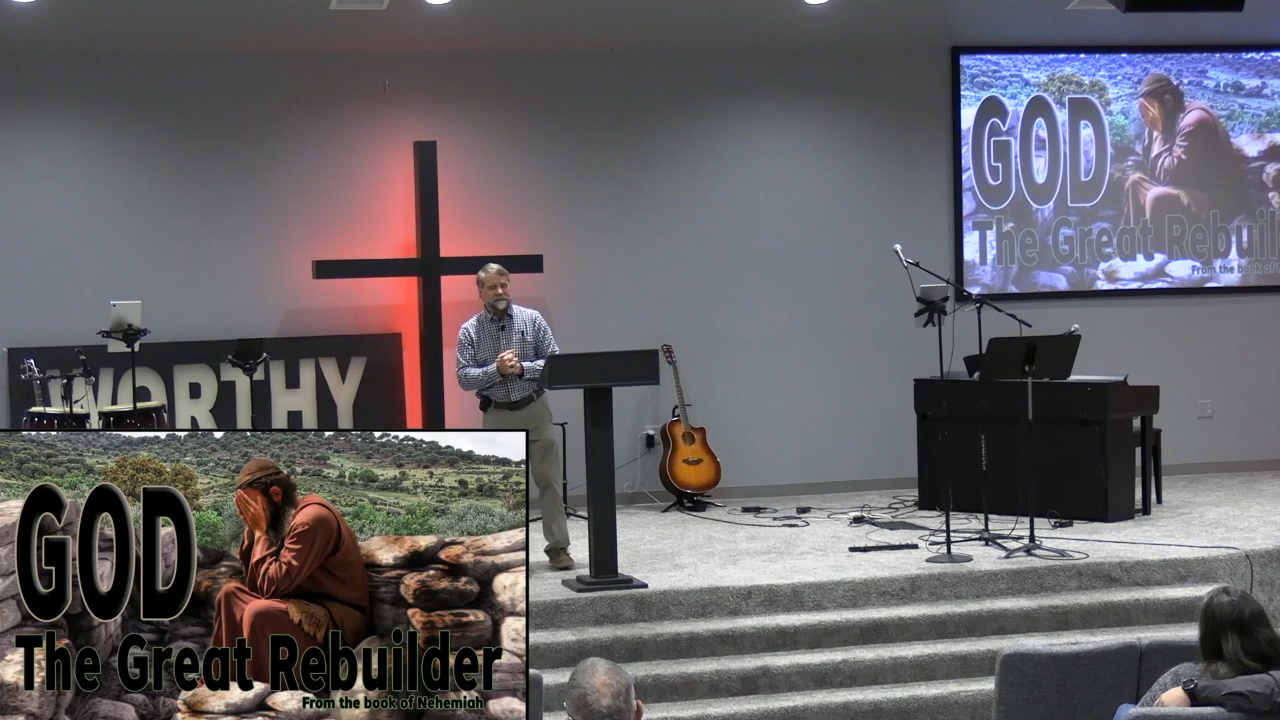 GOD
The Great Rebuil
From the book of
WORTHY
GOD
The Great Rebuilder
From the book of Nehemiah